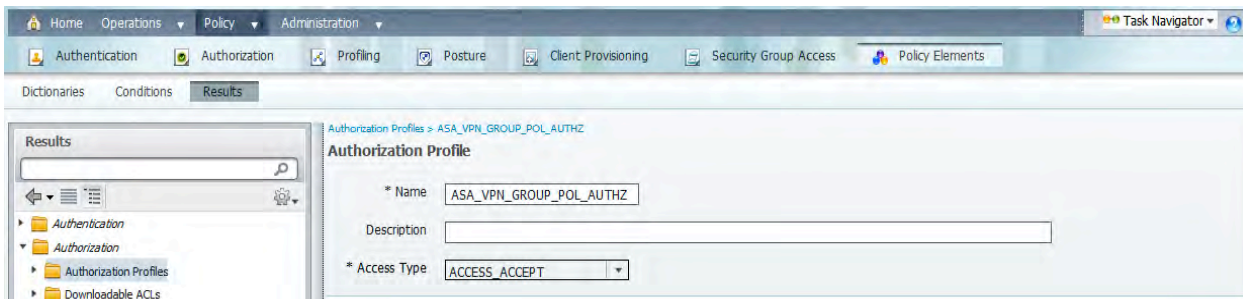 Home Operations Policy Administration Task Navigator
Authentication Authorization Profiling Posture Client Provisioning Security Group Access Policy Elements
Dictionaries Conditions Results
Results
Authentication
Authorization
Authorization Profiles
Downloadable ACLs
Authorization Profiles > ASA_VPN_GROUP_POL_AUTHZ
Authorization Profile
* Name ASA_VPN_GROUP_POL_AUTHZ
Description
* Access Type ACCESS_ACCEPT